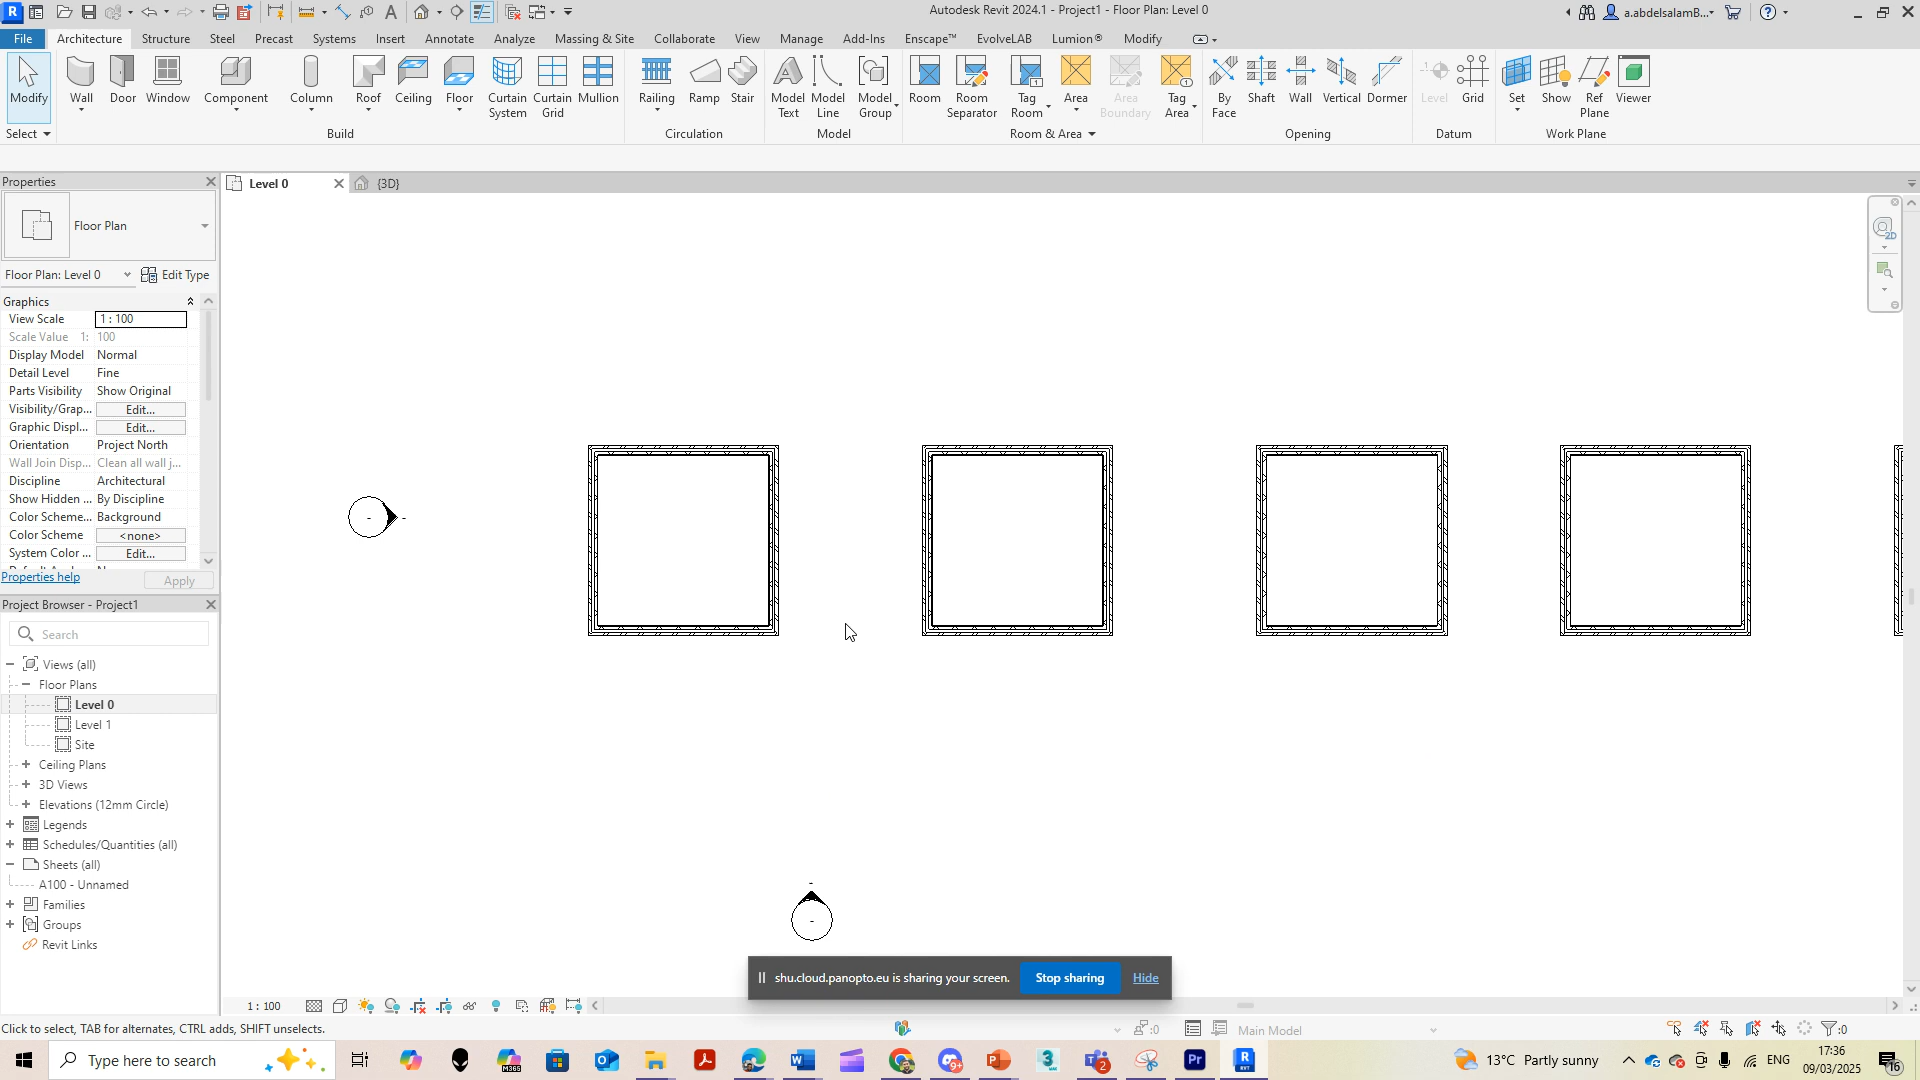 Autodesk Revit 2024.1 - Project1 - Floor Plan: Level 0
a.abdelsalamB...
File Architecture Structure Steel Precast Systems Insert Annotate Analyze Massing & Site Collaborate View Manage Add-Ins Enscape™ EvolveLAB Lumion® Modify
Modify Wall Door Window Component Column Roof Ceiling Floor Curtain System Curtain Grid Mullion Railing Ramp Stair Model Text Model Line Model Group Room Room Separator Tag Room Area Area Boundary Tag Area By Face Shaft Wall Vertical Dormer Level Grid Set Show Ref Plane Viewer
Select Build Circulation Model Room & Area Opening Datum Work Plane
Properties
Level 0 {3D}
Floor Plan
Floor Plan: Level 0 Edit Type
Graphics
View Scale 1 : 100
Scale Value 1: 100
Display Model Normal
Detail Level Fine
Parts Visibility Show Original
Visibility/Grap... Edit...
Graphic Displ... Edit...
Orientation Project North
Wall Join Disp... Clean all wall j...
Discipline Architectural
Show Hidden ... By Discipline
Color Scheme... Background
Color Scheme <none>
System Color ... Edit...
Properties help Apply
Project Browser - Project1
Search
Views (all)
Floor Plans
Level 0
Level 1
Site
Ceiling Plans
3D Views
Elevations (12mm Circle)
Legends
Schedules/Quantities (all)
Sheets (all)
A100 - Unnamed
Families
Groups
Revit Links
2D
shu.cloud.panopto.eu is sharing your screen. Stop sharing Hide
1 : 100
Click to select, TAB for alternates, CTRL adds, SHIFT unselects.
:0 Main Model :0
Type here to search
13°C Partly sunny ENG
17:36
09/03/2025
16